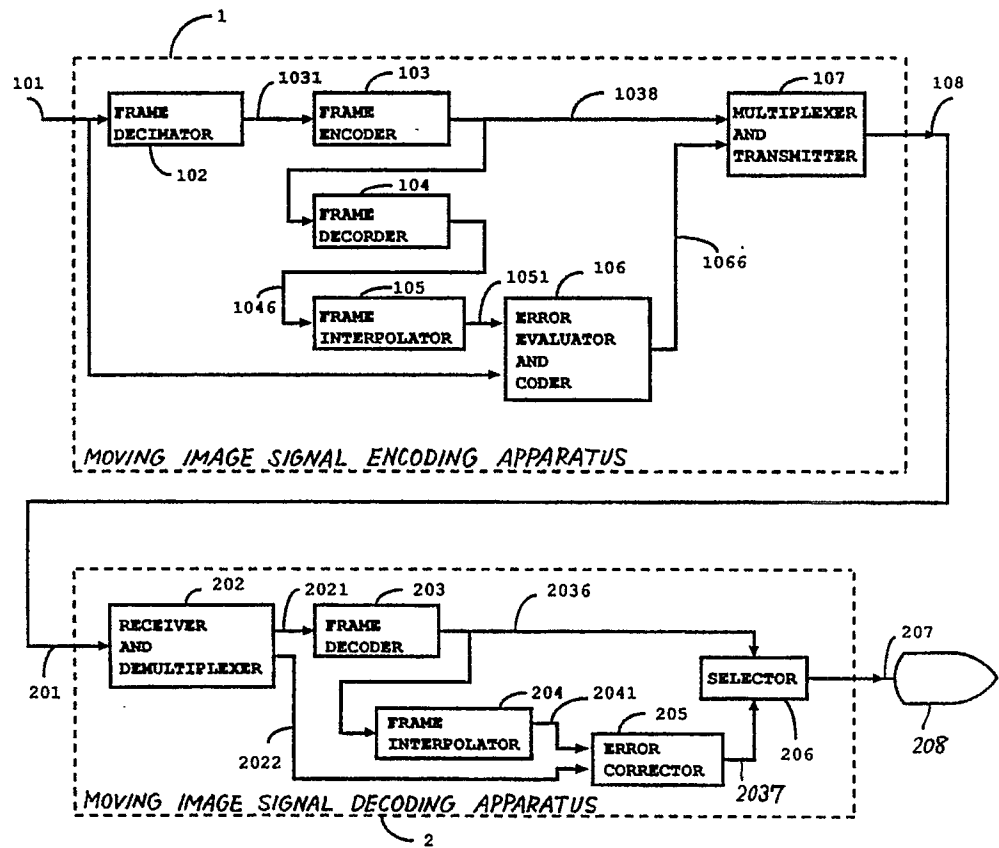 1
101
1031
103
1038
107
108
FRAME
DECIMATOR
FRAME
ENCODER
MULTIPLEXER
AND
TRANSMITTER
102
104
FRAME
DECORDER
1066
1046
105
1051
106
FRAME
INTERPOLATOR
ERROR
EVALUATOR
AND
CODER
MOVING IMAGE SIGNAL ENCODING APPARATUS
202
2021
203
2036
RECEIVER
AND
DEMULTIPLEXER
FRAME
DECODER
201
207
SELECTOR
204
2041
205
206
208
FRAME
INTERPOLATOR
ERROR
CORRECTOR
2022
2037
MOVING IMAGE SIGNAL DECODING APPARATUS
2